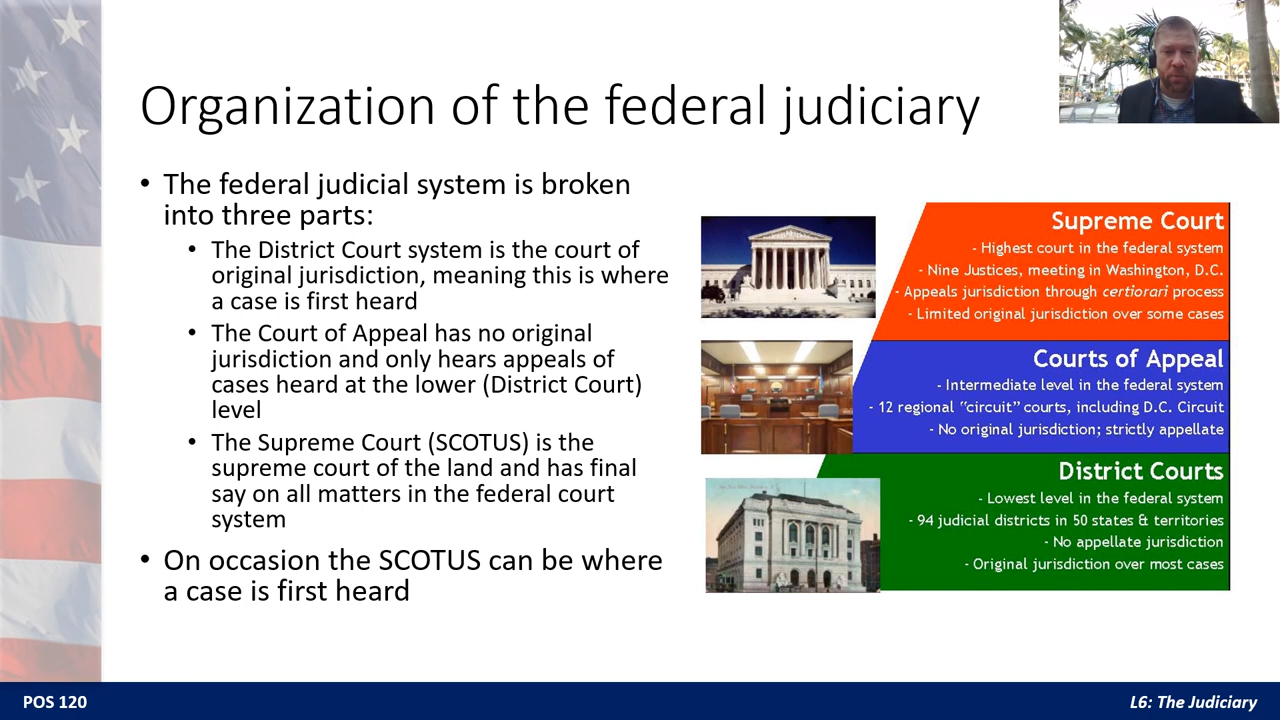 Organization of the federal judiciary
• The federal judicial system is broken
into three parts:
• The District Court system is the court of
original jurisdiction, meaning this is where
a case is first heard
• The Court of Appeal has no original
jurisdiction and only hears appeals of
cases heard at the lower (District Court)
level
• The Supreme Court (SCOTUS) is the
supreme court of the land and has final
say on all matters in the federal court
system
• On occasion the SCOTUS can be where
a case is first heard
Supreme Court
- Highest court in the federal system
- Nine Justices, meeting in Washington, D.C.
- Appeals jurisdiction through certiorari process
- Limited original jurisdiction over some cases
Courts of Appeal
- Intermediate level in the federal system
- 12 regional “circuit” courts, including D.C. Circuit
- No original jurisdiction; strictly appellate
District Courts
- Lowest level in the federal system
- 94 judicial districts in 50 states & territories
- No appellate jurisdiction
- Original jurisdiction over most cases
POS 120
L6: The Judiciary